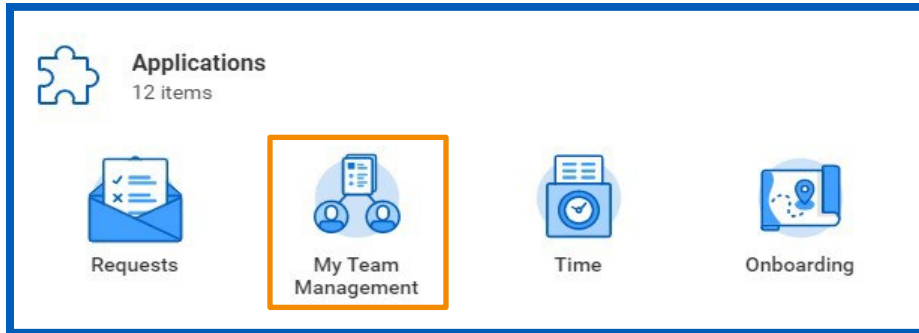 Applications
12 items
Requests
My Team
Management
Time
Onboarding